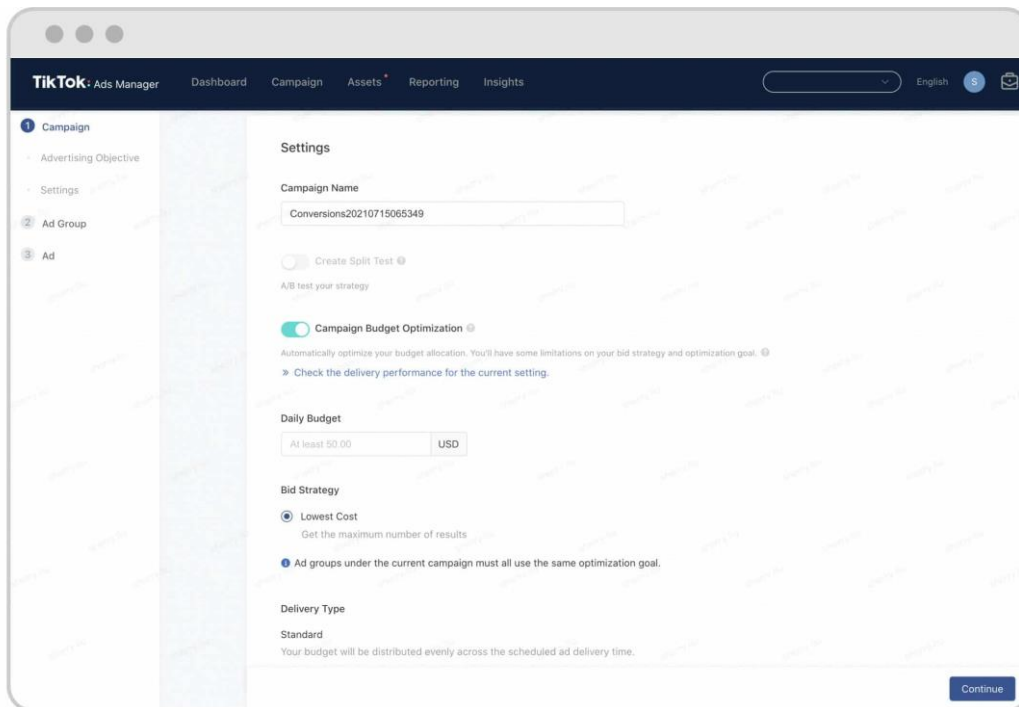 TikTok: Ads Manager Dashboard Campaign Assets Reporting Insights English S
1 Campaign
Advertising Objective
Settings
2 Ad Group
3 Ad
Settings
Campaign Name
Conversions20210715065349
Create Split Test
A/B test your strategy
Campaign Budget Optimization
Automatically optimize your budget allocation. You'll have some limitations on your bid strategy and optimization goal.
» Check the delivery performance for the current setting.
Daily Budget
At least 50.00 USD
Bid Strategy
Lowest Cost
Get the maximum number of results
Ad groups under the current campaign must all use the same optimization goal.
Delivery Type
Standard
Your budget will be distributed evenly across the scheduled ad delivery time.
Continue